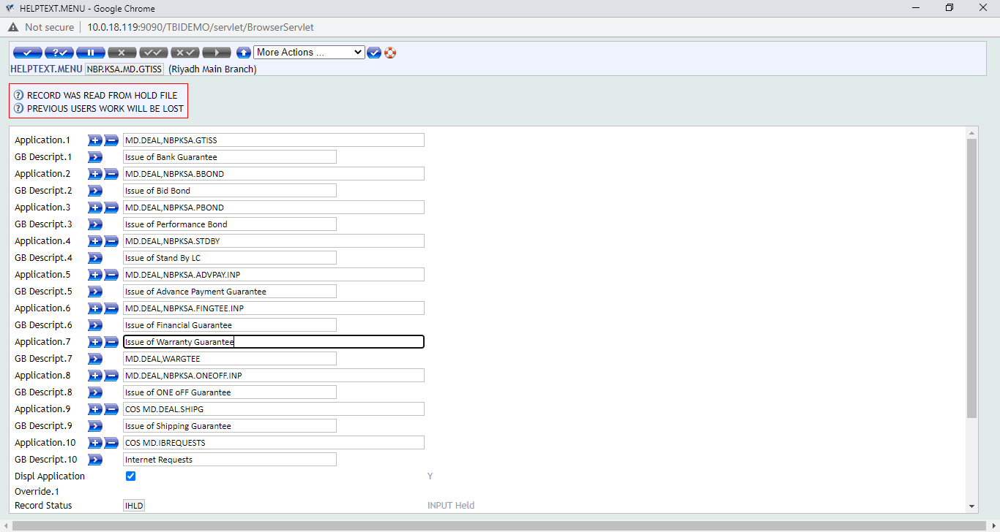 HELPTEXT.MENU - Google Chrome
Not secure 10.0.18.119:9090/TBIDEMO/servlet/BrowserServlet
More Actions ...
HELPTEXT.MENU NBP.KSA.MD.GTISS (Riyadh Main Branch)
RECORD WAS READ FROM HOLD FILE
PREVIOUS USERS WORK WILL BE LOST
Application.1 MD.DEAL,NBPKSA.GTISS
GB Descript.1 Issue of Bank Guarantee
Application.2 MD.DEAL,NBPKSA.BBOND
GB Descript.2 Issue of Bid Bond
Application.3 MD.DEAL,NBPKSA.PBOND
GB Descript.3 Issue of Performance Bond
Application.4 MD.DEAL,NBPKSA.STDBY
GB Descript.4 Issue of Stand By LC
Application.5 MD.DEAL,NBPKSA.ADVPAY.INP
GB Descript.5 Issue of Advance Payment Guarantee
Application.6 MD.DEAL,NBPKSA.FINGTEE.INP
GB Descript.6 Issue of Financial Guarantee
Application.7 Issue of Warranty Guarantee
GB Descript.7 MD.DEAL,WARGTEE
Application.8 MD.DEAL,NBPKSA.ONEOFF.INP
GB Descript.8 Issue of ONE oFF Guarantee
Application.9 COS MD.DEAL.SHIPG
GB Descript.9 Issue of Shipping Guarantee
Application.10 COS MD.IBREQUESTS
GB Descript.10 Internet Requests
Displ Application Y
Override.1
Record Status IHLD INPUT Held